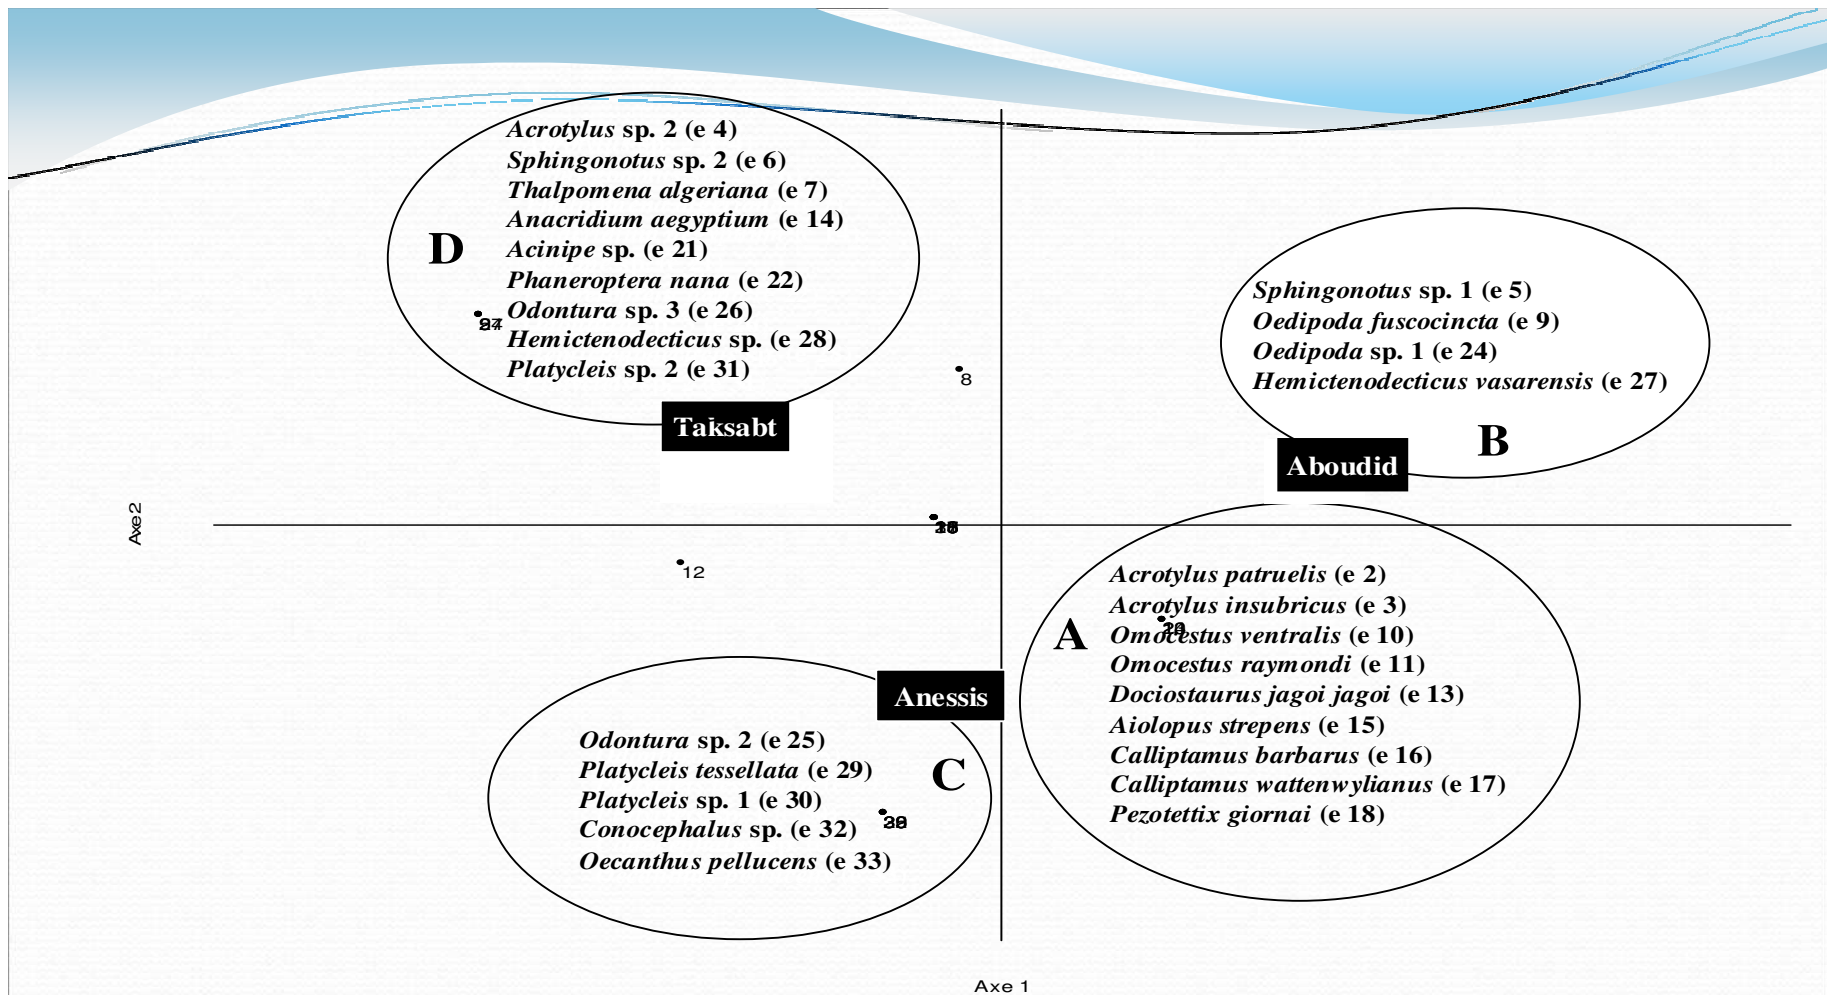 Acrotylus sp. 2 (e 4)
Sphingonotus sp. 2 (e 6)
Thalpomena algeriana (e 7)
Anacridium aegyptium (e 14)
Acinipe sp. (e 21)
Phaneroptera nana (e 22)
Odontura sp. 3 (e 26)
Hemictenodecticus sp. (e 28)
Platycleis sp. 2 (e 31)
D
Taksabt
8
Sphingonotus sp. 1 (e 5)
Oedipoda fuscocincta (e 9)
Oedipoda sp. 1 (e 24)
Hemictenodecticus vasarensis (e 27)
B
Aboudid
Axe2
12
Acrotylus patruelis (e 2)
Acrotylus insubricus (e 3)
Omocestus ventralis (e 10)
Omocestus raymondi (e 11)
Dociostaurus jagoi jagoi (e 13)
Aiolopus strepens (e 15)
Calliptamus barbarus (e 16)
Calliptamus wattenwylianus (e 17)
Pezotettix giornai (e 18)
A
Anessis
Odontura sp. 2 (e 25)
Platycleis tessellata (e 29)
Platycleis sp. 1 (e 30)
Conocephalus sp. (e 32)
Oecanthus pellucens (e 33)
C
Axe 1